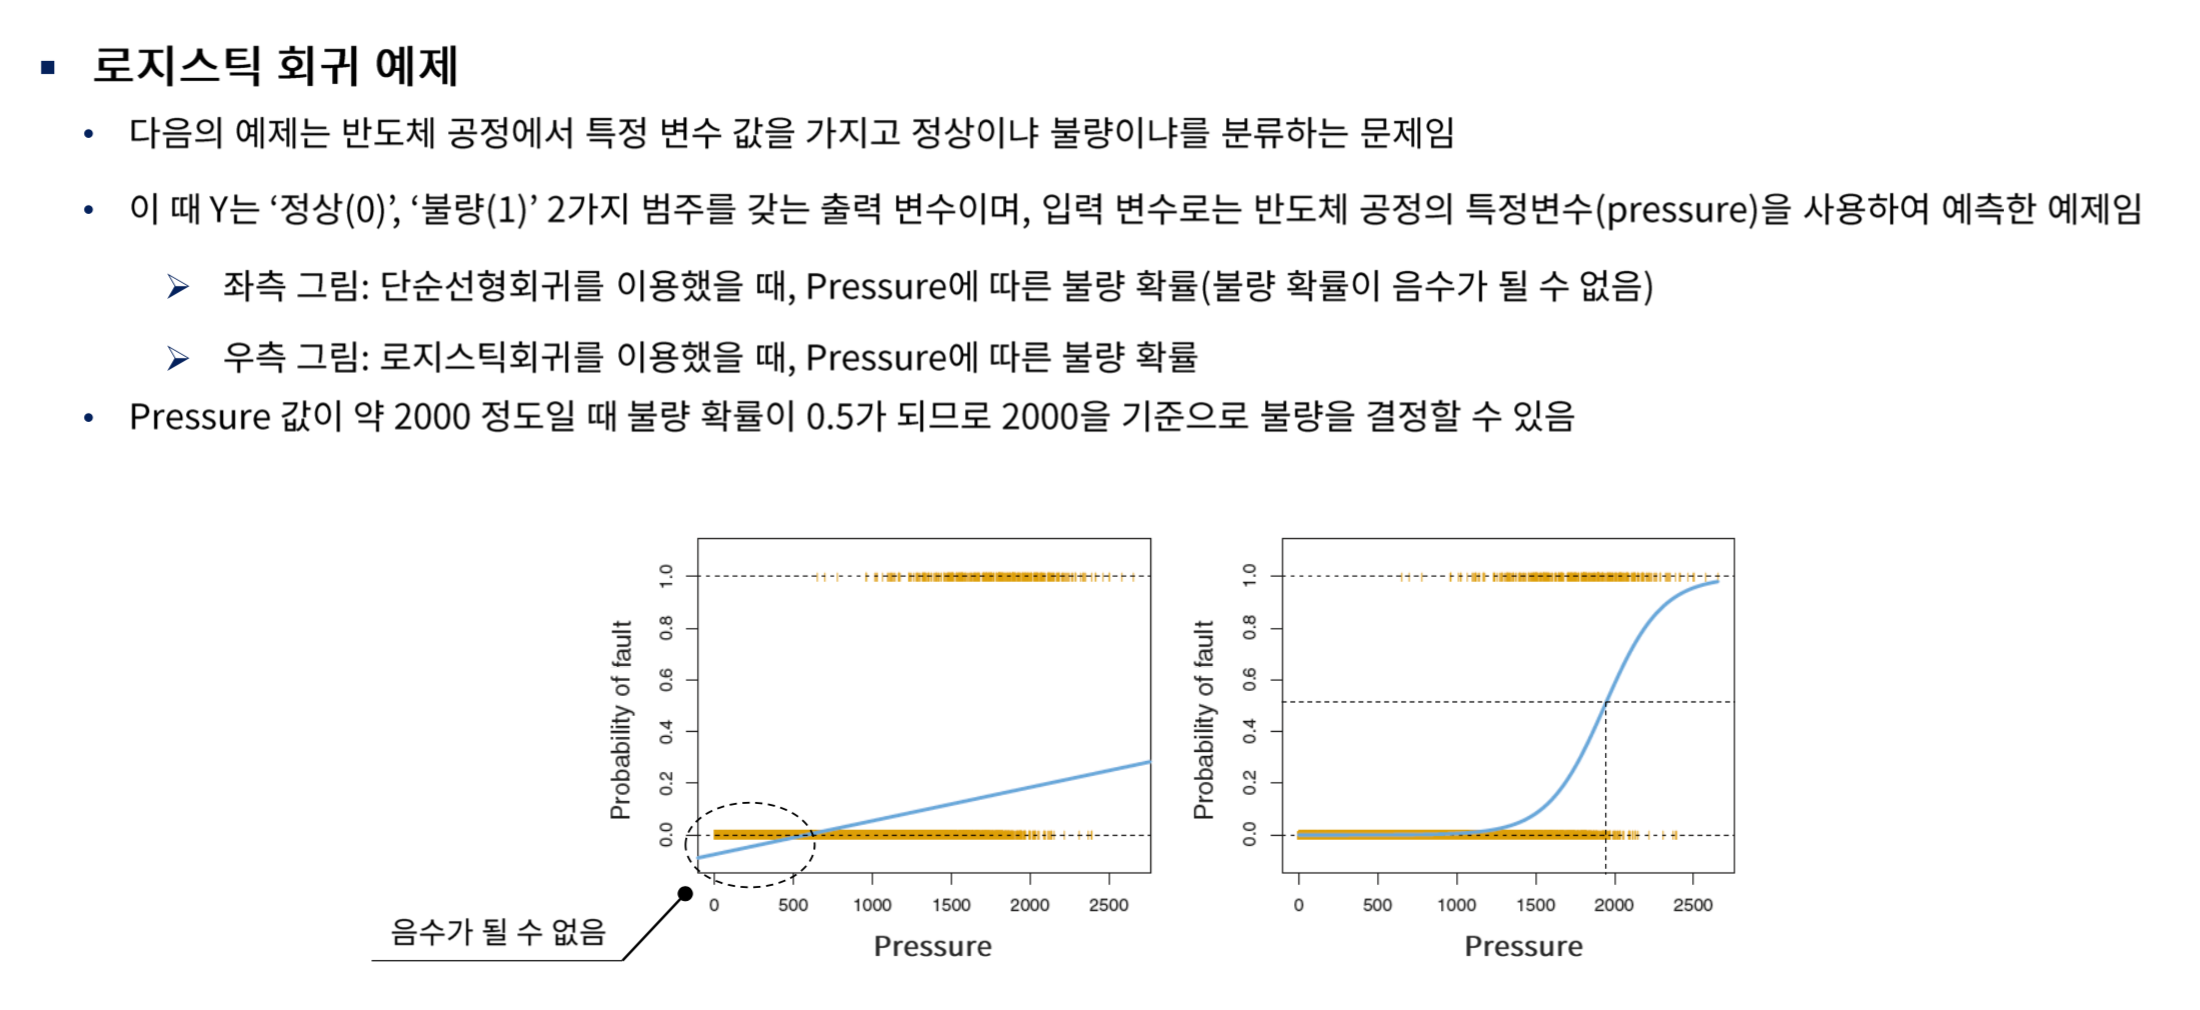 로지스틱 회귀 예제
다음의 예제는 반도체 공정에서 특정 변수 값을 가지고 정상이냐 불량이냐를 분류하는 문제임
이 때 Y는 ‘정상(0)’, ‘불량(1)’ 2가지 범주를 갖는 출력 변수이며, 입력 변수로는 반도체 공정의 특정변수(pressure)을 사용하여 예측한 예제임
좌측 그림: 단순선형회귀를 이용했을 때, Pressure에 따른 불량 확률(불량 확률이 음수가 될 수 없음)
우측 그림: 로지스틱회귀를 이용했을 때, Pressure에 따른 불량 확률
Pressure 값이 약 2000 정도일 때 불량 확률이 0.5가 되므로 2000을 기준으로 불량을 결정할 수 있음
Probability of fault
1.0
0.8
0.6
0.4
0.2
0.0
0 500 1000 1500 2000 2500
Pressure
음수가 될 수 없음
Probability of fault
1.0
0.8
0.6
0.4
0.2
0.0
0 500 1000 1500 2000 2500
Pressure